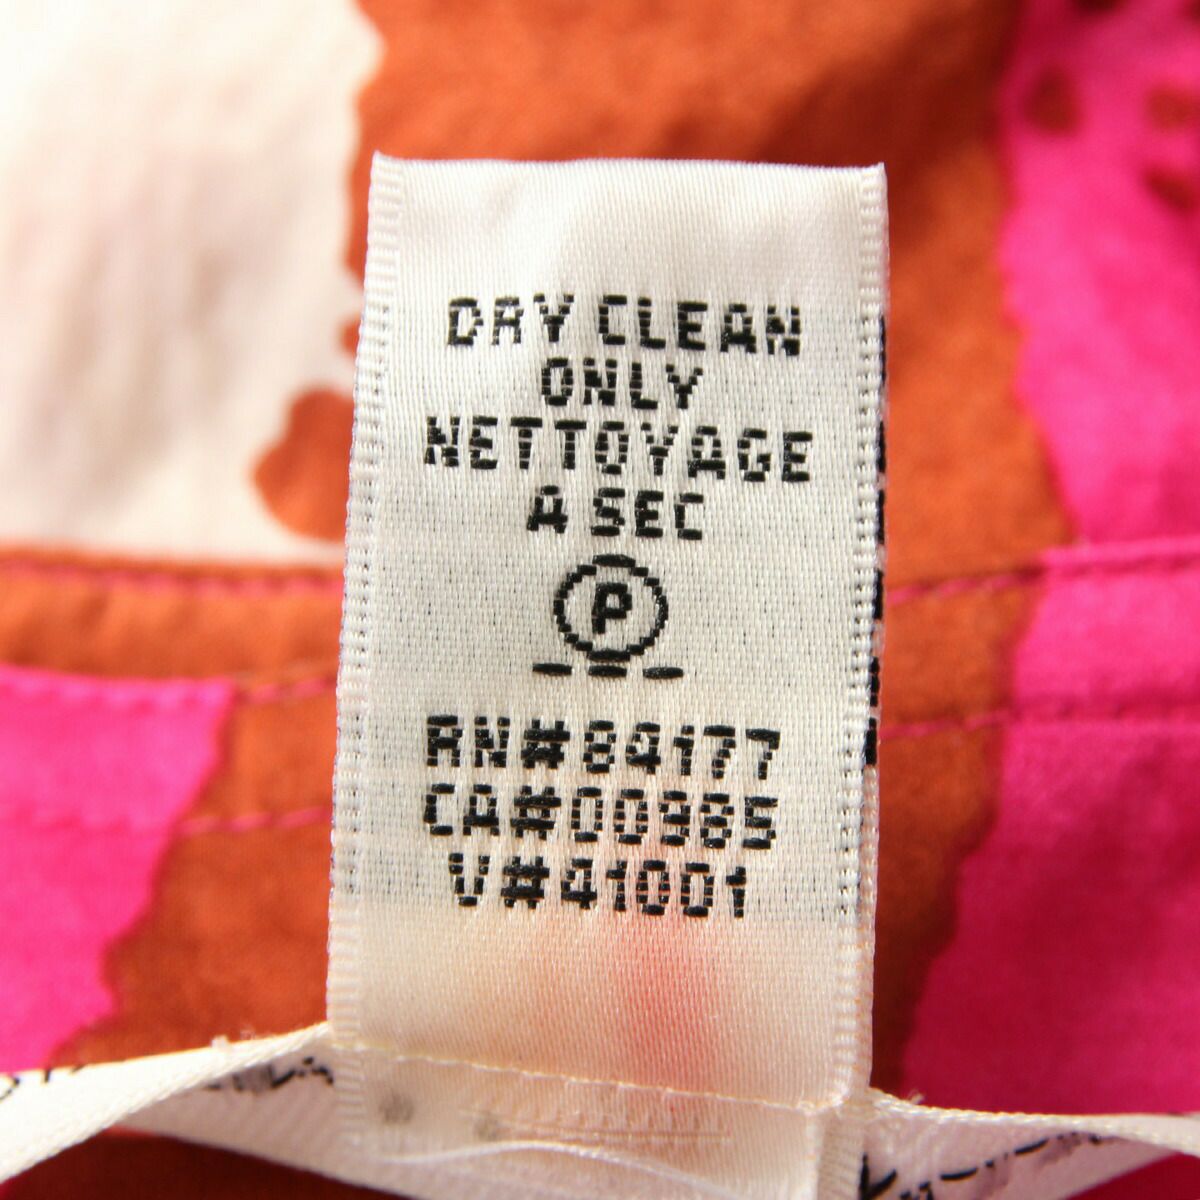 DRY CLEAN
ONLY
NETTOYAGE
A SEC
P
RN#84177
CA#00985
V#41001